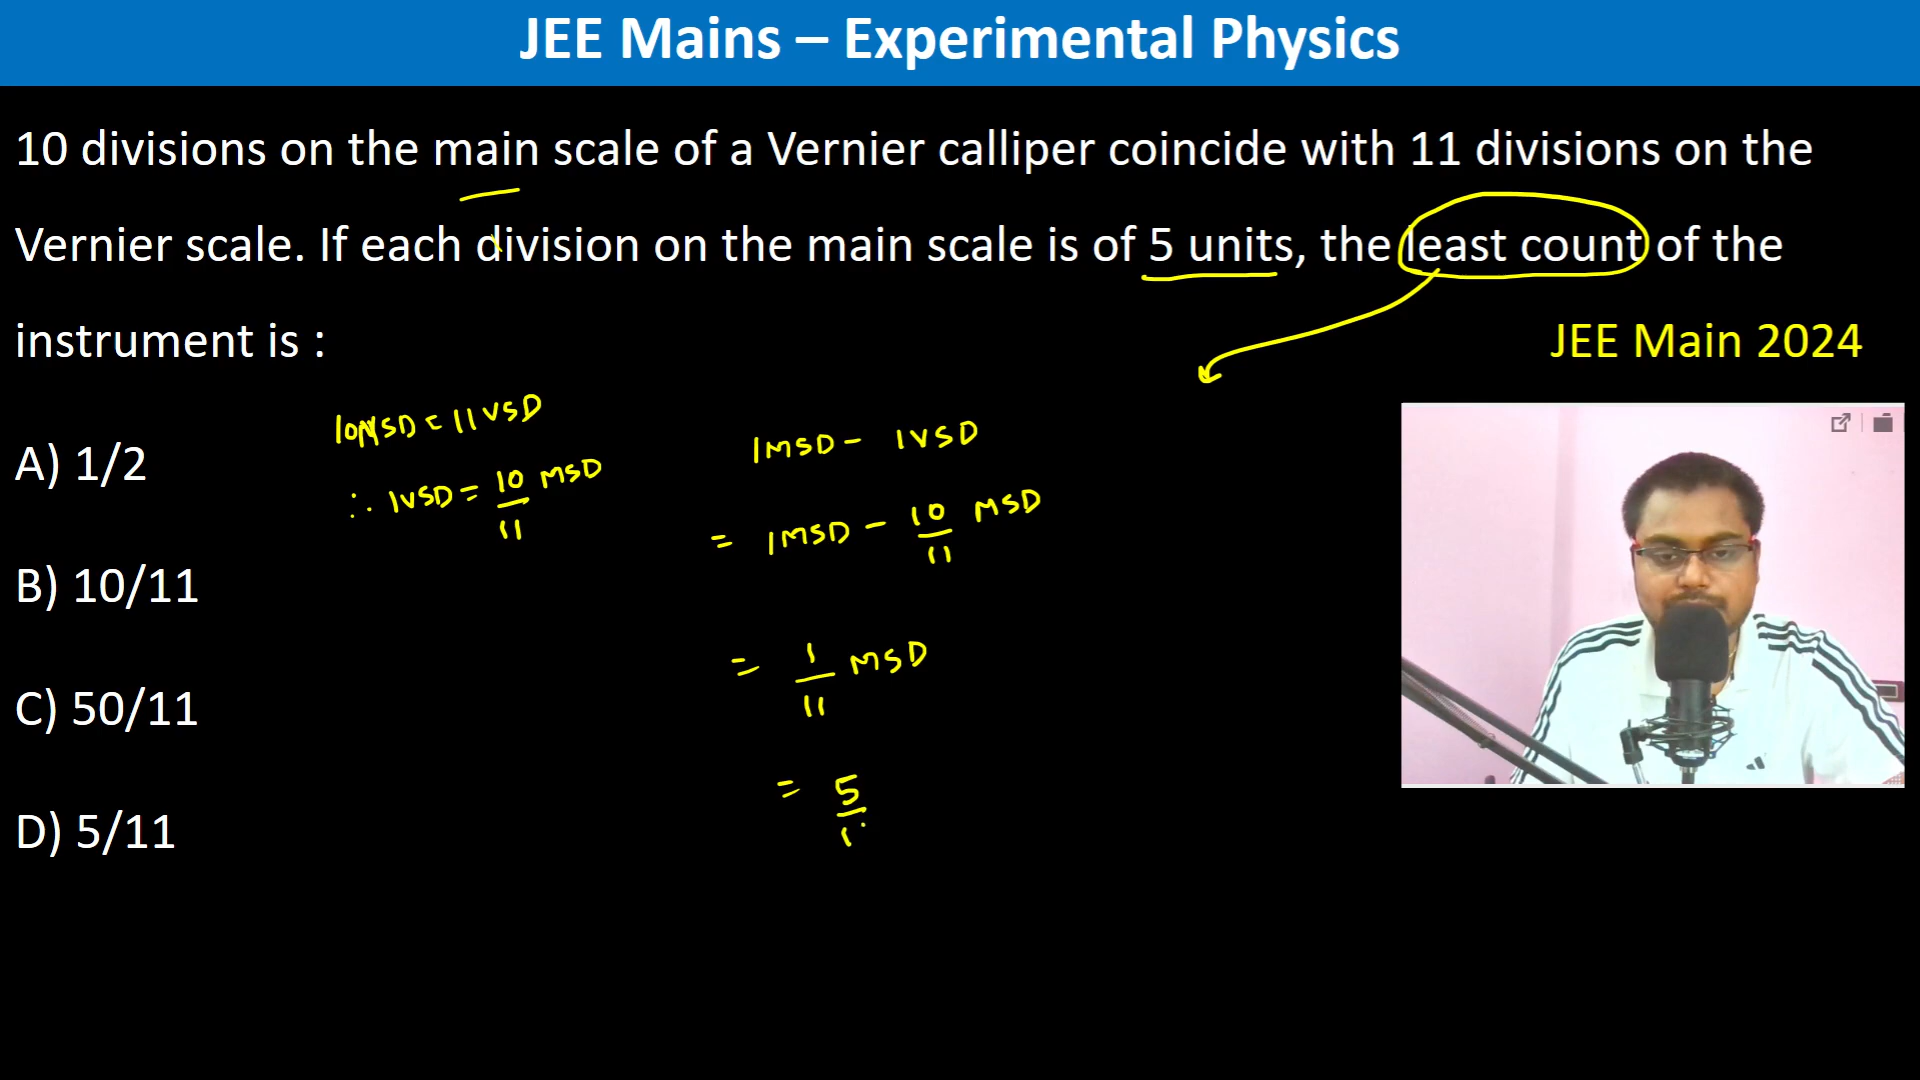 JEE Mains – Experimental Physics
10 divisions on the main scale of a Vernier calliper coincide with 11 divisions on the
Vernier scale. If each division on the main scale is of 5 units, the least count of the
instrument is :
JEE Main 2024
A) 1/2
B) 10/11
C) 50/11
D) 5/11
10MSD = 11VSD
∴ 1VSD = 10/11 MSD
1MSD - 1VSD
= 1MSD - 10/11 MSD
= 1/11 MSD
= 5/